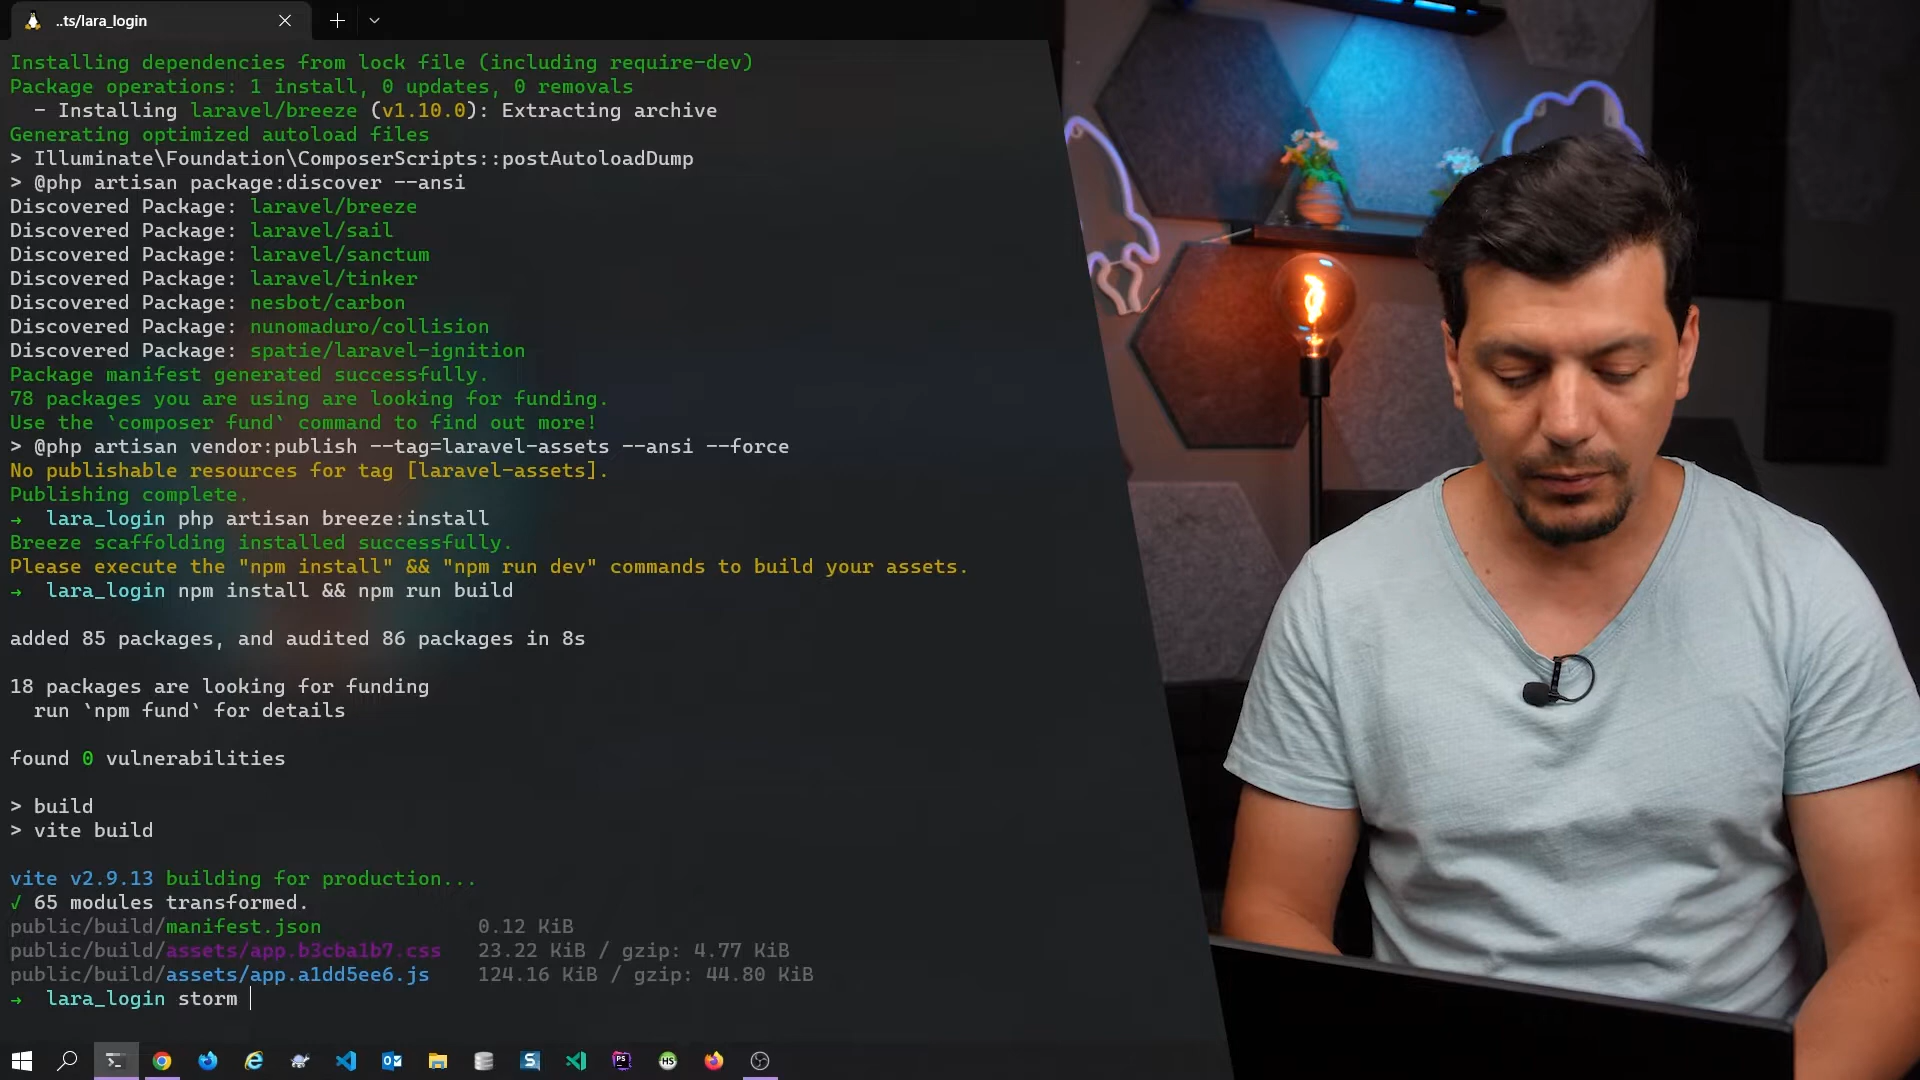 ..ts/lara_login
Installing dependencies from lock file (including require-dev)
Package operations: 1 install, 0 updates, 0 removals
- Installing laravel/breeze (v1.10.0): Extracting archive
Generating optimized autoload files
> Illuminate\Foundation\ComposerScripts::postAutoloadDump
> @php artisan package:discover --ansi
Discovered Package: laravel/breeze
Discovered Package: laravel/sail
Discovered Package: laravel/sanctum
Discovered Package: laravel/tinker
Discovered Package: nesbot/carbon
Discovered Package: nunomaduro/collision
Discovered Package: spatie/laravel-ignition
Package manifest generated successfully.
78 packages you are using are looking for funding.
Use the `composer fund` command to find out more!
> @php artisan vendor:publish --tag=laravel-assets --ansi --force
No publishable resources for tag [laravel-assets].
Publishing complete.
→ lara_login php artisan breeze:install
Breeze scaffolding installed successfully.
Please execute the "npm install" && "npm run dev" commands to build your assets.
→ lara_login npm install && npm run build
added 85 packages, and audited 86 packages in 8s
18 packages are looking for funding
run `npm fund` for details
found 0 vulnerabilities
> build
> vite build
vite v2.9.13 building for production...
✓ 65 modules transformed.
public/build/manifest.json 0.12 KiB
public/build/assets/app.b3cba1b7.css 23.22 KiB / gzip: 4.77 KiB
public/build/assets/app.a1dd5ee6.js 124.16 KiB / gzip: 44.80 KiB
→ lara_login storm
S
PS
HS